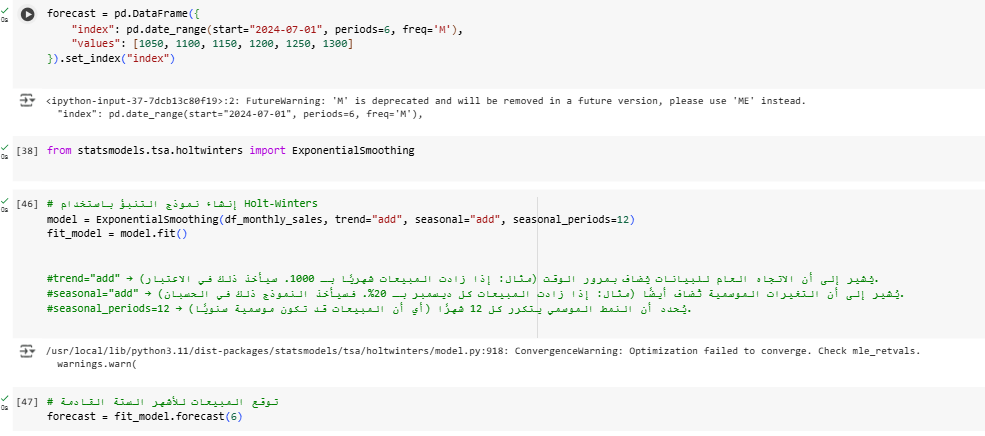 0s
forecast = pd.DataFrame({
"index": pd.date_range(start="2024-07-01", periods=6, freq='M'),
"values": [1050, 1100, 1150, 1200, 1250, 1300]
}).set_index("index")
<ipython-input-37-7dcb13c80f19>:2: FutureWarning: 'M' is deprecated and will be removed in a future version, please use 'ME' instead.
"index": pd.date_range(start="2024-07-01", periods=6, freq='M'),
0s
[38] from statsmodels.tsa.holtwinters import ExponentialSmoothing
0s
[46] # إنشاء نموذج التنبؤ باستخدام Holt-Winters
model = ExponentialSmoothing(df_monthly_sales, trend="add", seasonal="add", seasonal_periods=12)
fit_model = model.fit()
#trend="add" → يُشير إلى أن الاتجاه العام للبيانات يُضاف بمرور الوقت (مثال: إذا زادت المبيعات شهريًا بـ 1000. سيأخذ ذلك في الاعتبار).
#seasonal="add" → يُشير إلى أن التغيرات الموسمية تُضاف أيضًا (مثال: إذا زادت المبيعات كل ديسمبر بـ 20%. فسيأخذ النموذج ذلك في الحسبان).
#seasonal_periods=12 → يُحدد أن النمط الموسمي يتكرر كل 12 شهرًا (أي أن المبيعات قد تكون موسمية سنويًا).
/usr/local/lib/python3.11/dist-packages/statsmodels/tsa/holtwinters/model.py:918: ConvergenceWarning: Optimization failed to converge. Check mle_retvals.
warnings.warn(
0s
[47] # توقع المبيعات للأشهر الستة القادمة
forecast = fit_model.forecast(6)